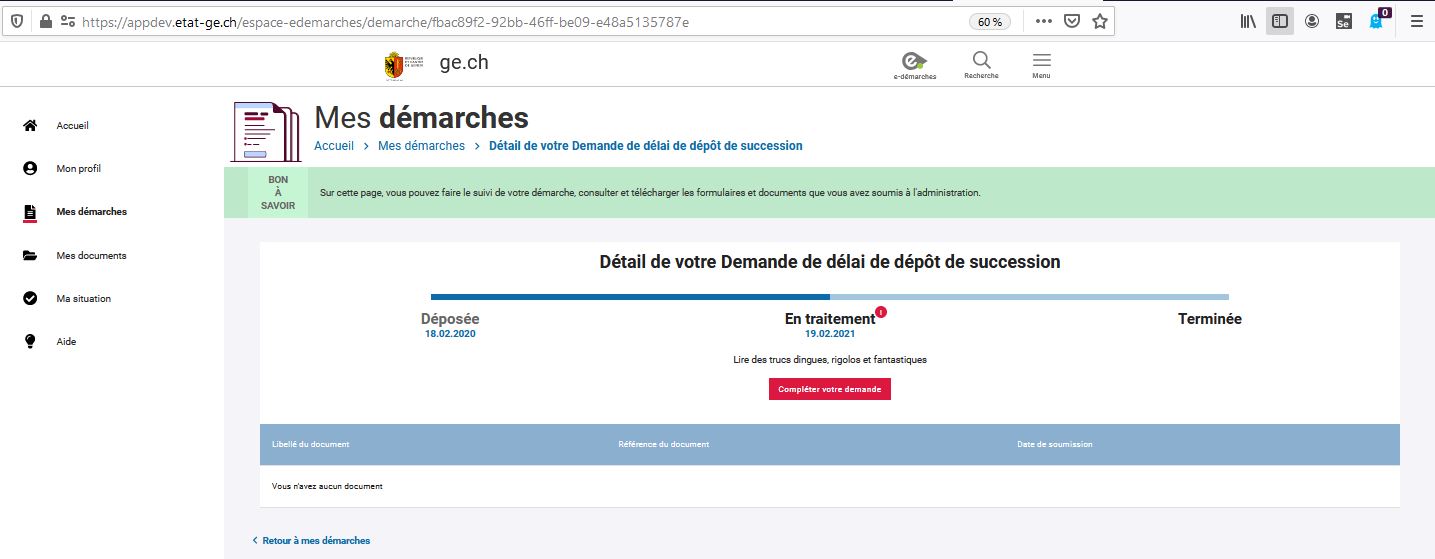 https://appdev.etat-ge.ch/espace-edemarches/demarche/fbac89f2-92bb-46ff-be09-e48a5135787e
60 %
Se
0
ge.ch
e-démarches
Recherche
Menu
Accueil
Mon profil
Mes démarches
Mes documents
Ma situation
Aide
Mes démarches
Accueil > Mes démarches > Détail de votre Demande de délai de dépôt de succession
BON
À
SAVOIR
Sur cette page, vous pouvez faire le suivi de votre démarche, consulter et télécharger les formulaires et documents que vous avez soumis à l'administration.
Détail de votre Demande de délai de dépôt de succession
Déposée
18.02.2020
En traitement
!
19.02.2021
Terminée
Lire des trucs dingues, rigolos et fantastiques
Compléter votre demande
Libellé du document Référence du document Date de soumission
Vous n'avez aucun document
< Retour à mes démarches